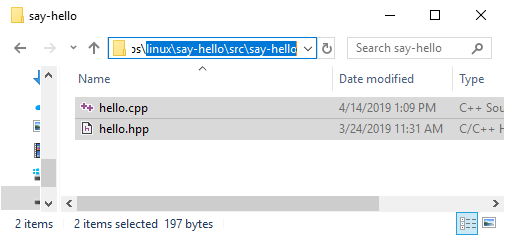 say-hello
os\linux\say-hello\src\say-hello
Search say-hello
Name Date modified Type
hello.cpp 4/14/2019 1:09 PM C++ Sou
hello.hpp 3/24/2019 11:31 AM C/C++ H
2 items 2 items selected 197 bytes